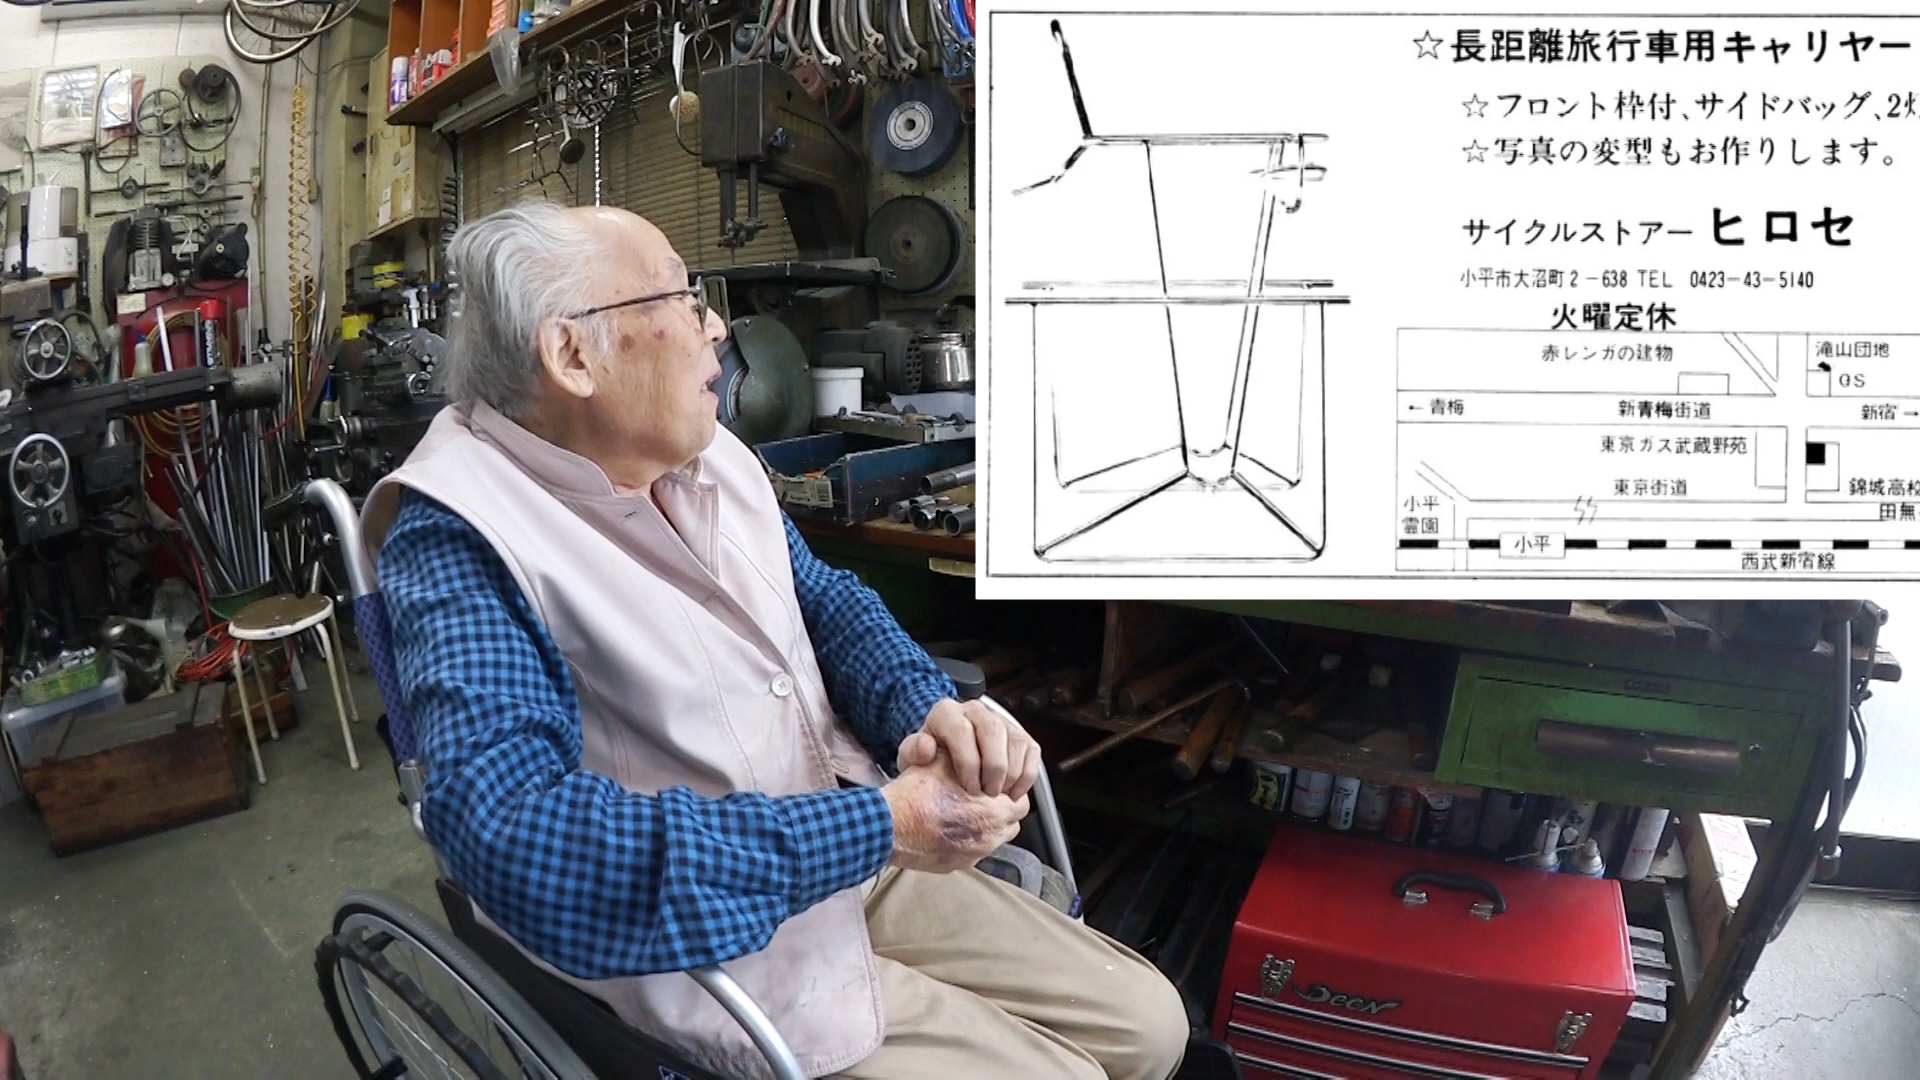 ☆長距離旅行車用キャリヤー
☆フロント枠付、サイドバッグ、2灯
☆写真の変型もお作りします。
サイクルストアー ヒロセ
小平市大沼町2-638 TEL 0423-43-5140
火曜定休
赤レンガの建物
滝山団地
GS
←青梅
新青梅街道
新宿→
東京ガス武蔵野苑
東京街道
錦城高校
小平
霊園
田無
小平
西武新宿線
DEEN